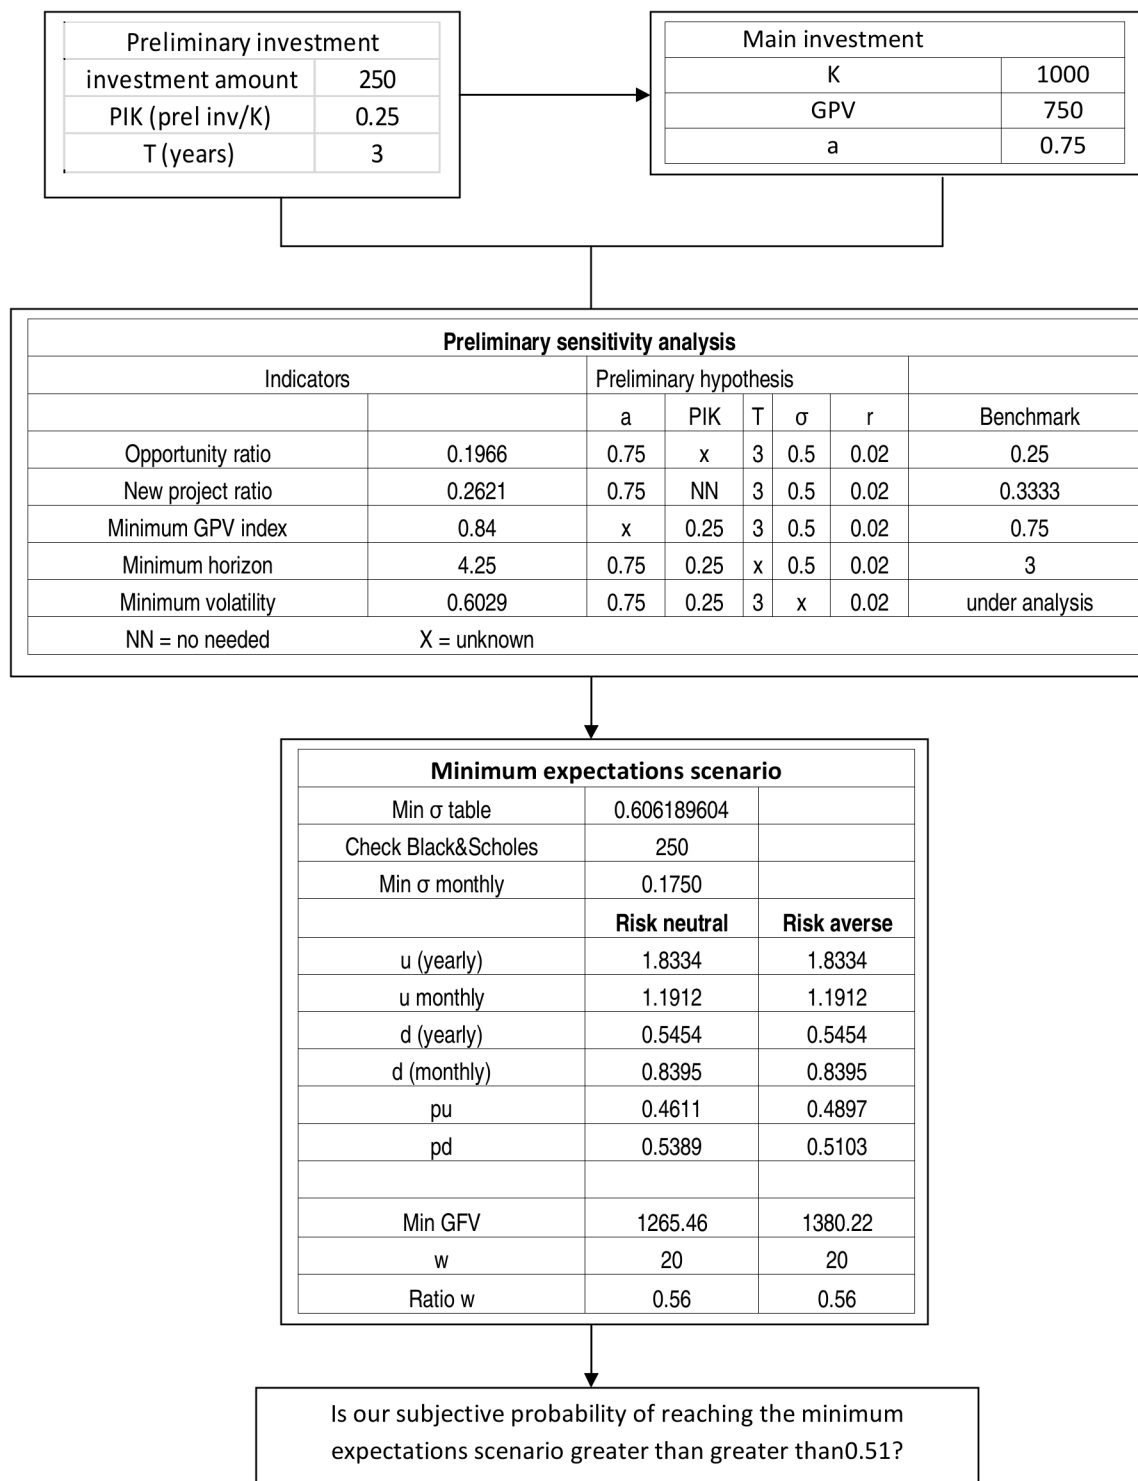 Preliminary investment
investment amount 250
PIK (prel inv/K) 0.25
T (years) 3
Main investment
K 1000
GPV 750
a 0.75
Preliminary sensitivity analysis
Indicators Preliminary hypothesis
a PIK T σ r Benchmark
Opportunity ratio 0.1966 0.75 x 3 0.5 0.02 0.25
New project ratio 0.2621 0.75 NN 3 0.5 0.02 0.3333
Minimum GPV index 0.84 x 0.25 3 0.5 0.02 0.75
Minimum horizon 4.25 0.75 0.25 x 0.5 0.02 3
Minimum volatility 0.6029 0.75 0.25 3 x 0.02 under analysis
NN = no needed X = unknown
Minimum expectations scenario
Min σ table 0.606189604
Check Black&Scholes 250
Min σ monthly 0.1750
Risk neutral Risk averse
u (yearly) 1.8334 1.8334
u monthly 1.1912 1.1912
d (yearly) 0.5454 0.5454
d (monthly) 0.8395 0.8395
pu 0.4611 0.4897
pd 0.5389 0.5103
Min GFV 1265.46 1380.22
w 20 20
Ratio w 0.56 0.56
Is our subjective probability of reaching the minimum
expectations scenario greater than greater than0.51?